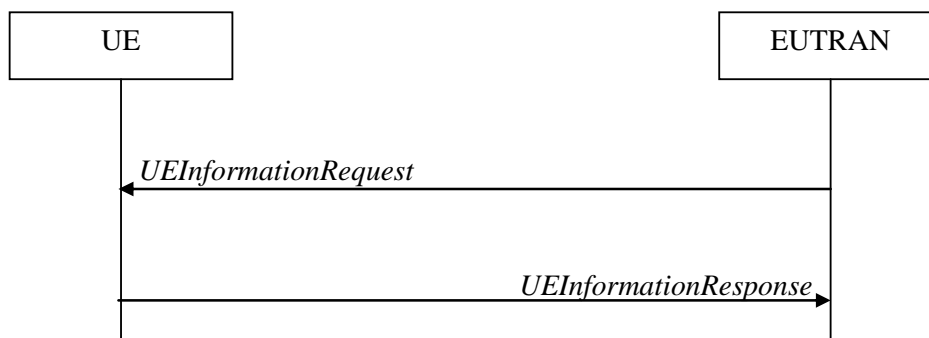 UE
EUTRAN
UEInformationRequest
UEInformationResponse